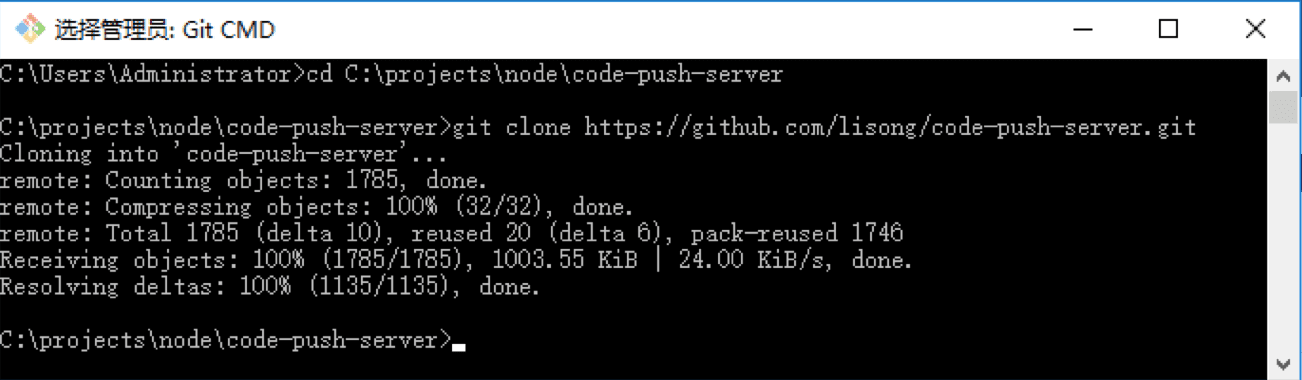 选择管理员: Git CMD
C:\Users\Administrator>cd C:\projects\node\code-push-server
C:\projects\node\code-push-server>git clone https://github.com/lisong/code-push-server.git
Cloning into 'code-push-server'...
remote: Counting objects: 1785, done.
remote: Compressing objects: 100% (32/32), done.
remote: Total 1785 (delta 10), reused 20 (delta 6), pack-reused 1746
Receiving objects: 100% (1785/1785), 1003.55 KiB | 24.00 KiB/s, done.
Resolving deltas: 100% (1135/1135), done.
C:\projects\node\code-push-server>